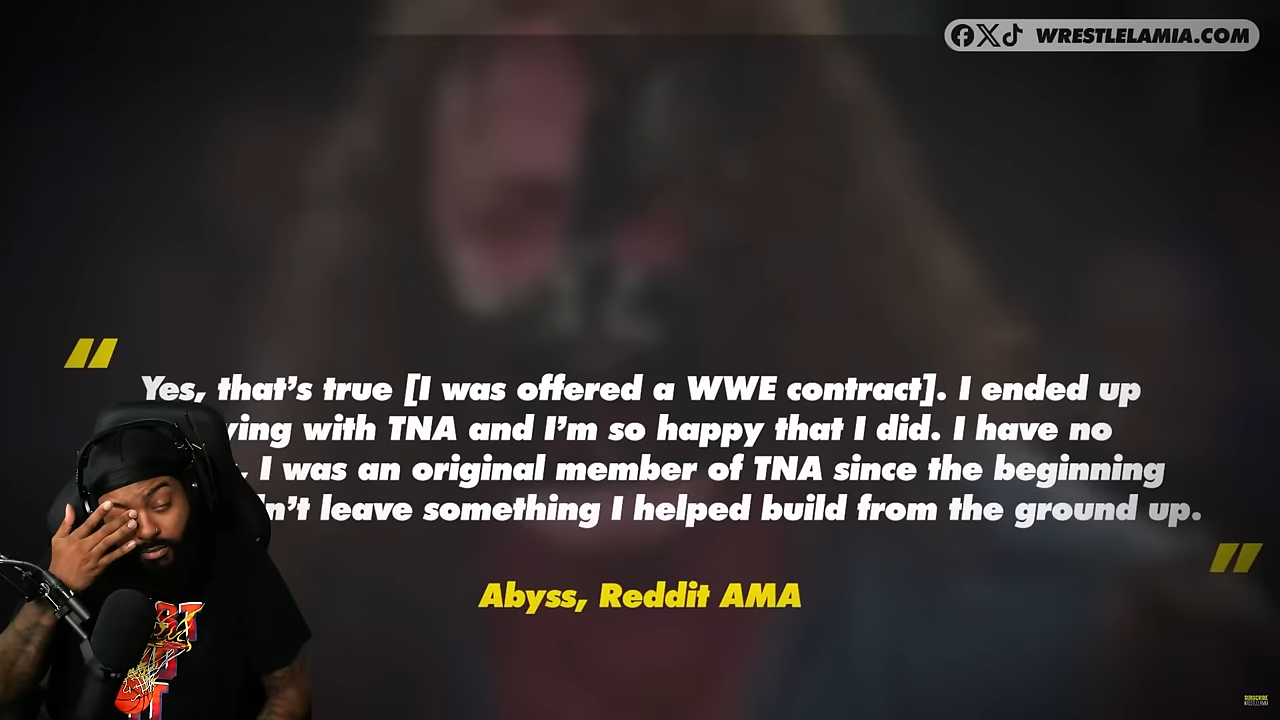 WRESTLELAMIA.COM
Yes, that's true [I was offered a WWE contract]. I ended up
ying with TNA and I'm so happy that I did. I have no
, I was an original member of TNA since the beginning
n't leave something I helped build from the ground up.
Abyss, Reddit AMA
SUBSCRIBE
WRESTLELAMIA